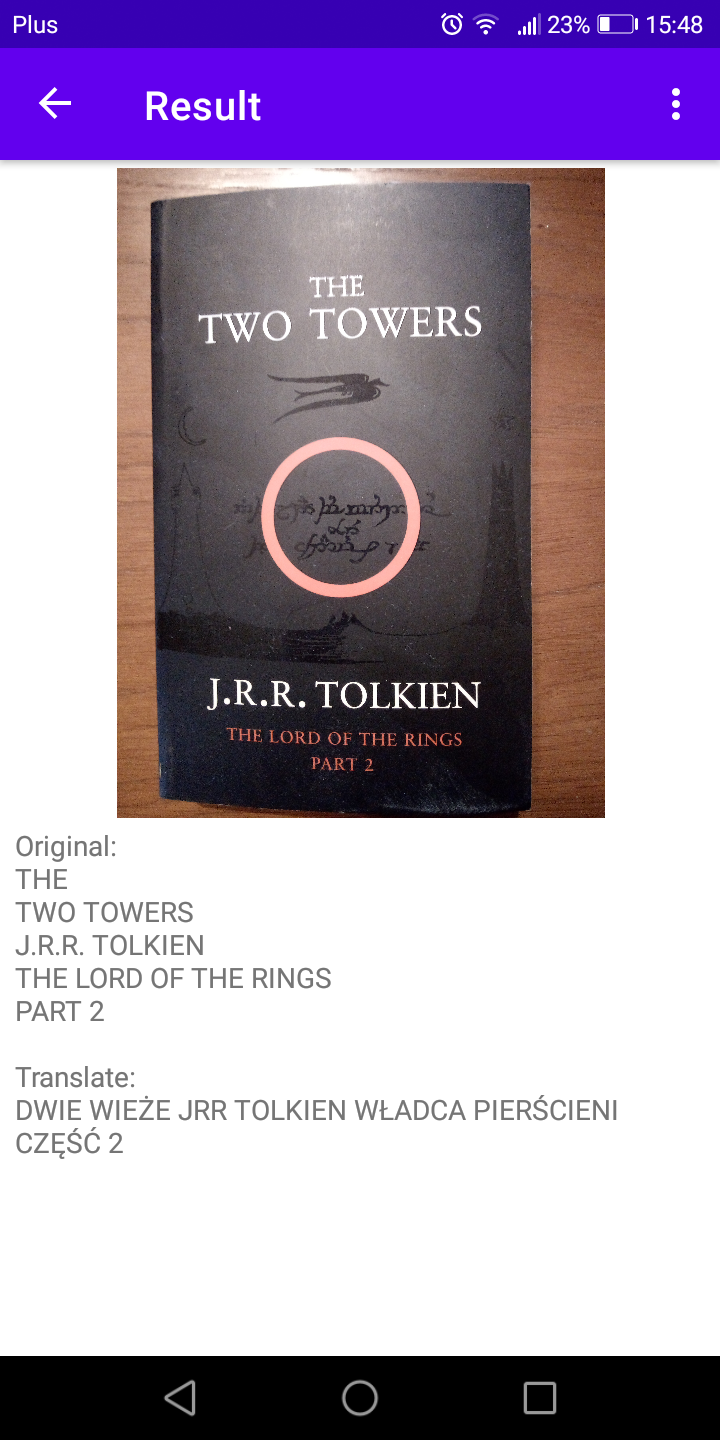 Plus 23% 15:48
Result
THE
TWO TOWERS
J.R.R. TOLKIEN
THE LORD OF THE RINGS
PART 2
Original:
THE
TWO TOWERS
J.R.R. TOLKIEN
THE LORD OF THE RINGS
PART 2
Translate:
DWIE WIEŻE JRR TOLKIEN WŁADCA PIERŚCIENI
CZĘŚĆ 2